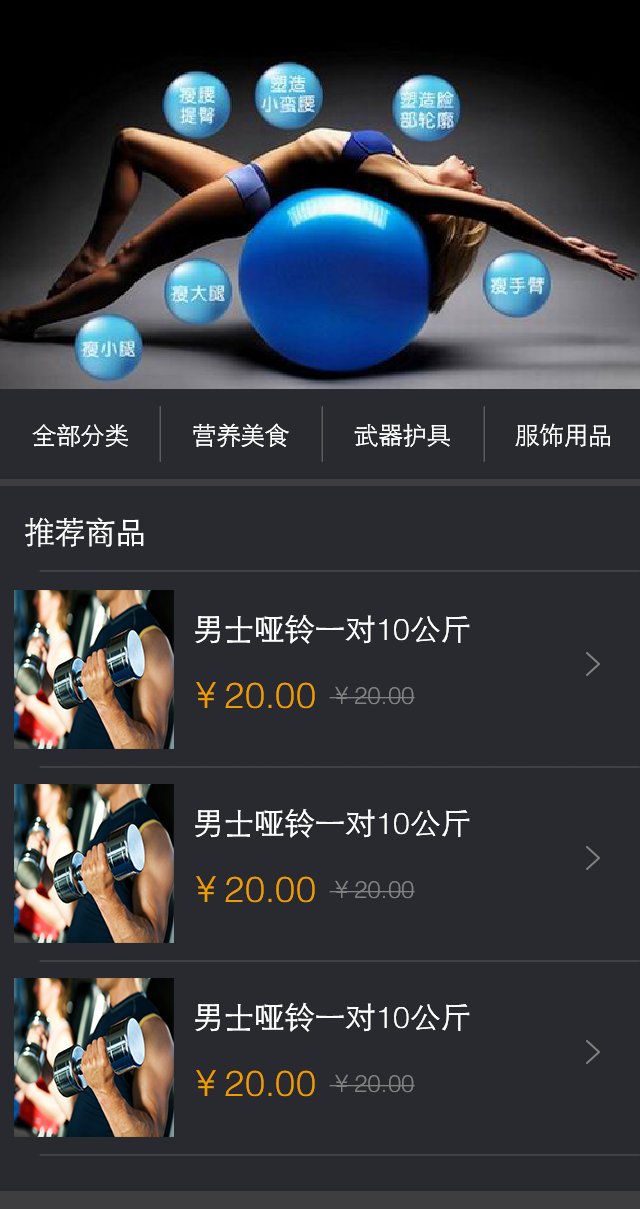 瘦腰
提臀
塑造
小蛮腰
塑造脸
部轮廓
瘦大腿
瘦手臂
瘦小腿
全部分类
营养美食
武器护具
服饰用品
推荐商品
男士哑铃一对10公斤
￥20.00 ￥20.00
男士哑铃一对10公斤
￥20.00 ￥20.00
男士哑铃一对10公斤
￥20.00 ￥20.00